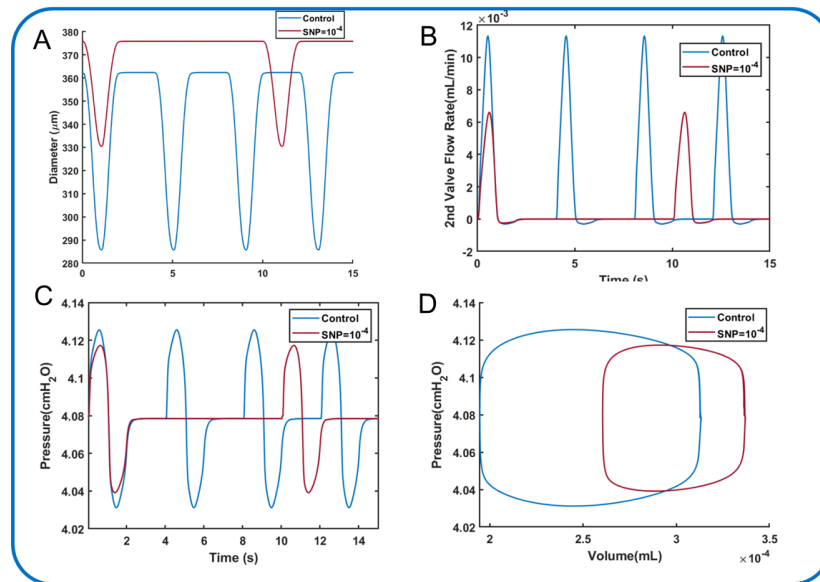 A
Control
SNP=10⁻⁴
380
370
360
350
340
330
320
310
300
290
280
Diameter (μm)
0
5
10
15
B
×10⁻³
12
10
8
6
4
2
0
-2
2nd Valve Flow Rate(mL/min)
Control
SNP=10⁻⁴
0
5
10
15
Time (s)
C
4.14
4.12
4.1
4.08
4.06
4.04
4.02
Pressure(cmH₂O)
Control
SNP=10⁻⁴
2
4
6
8
10
12
14
Time (s)
D
4.14
4.12
4.1
4.08
4.06
4.04
4.02
Pressure(cmH₂O)
Control
SNP=10⁻⁴
2
2.5
3
3.5
Volume(mL)
×10⁻⁴